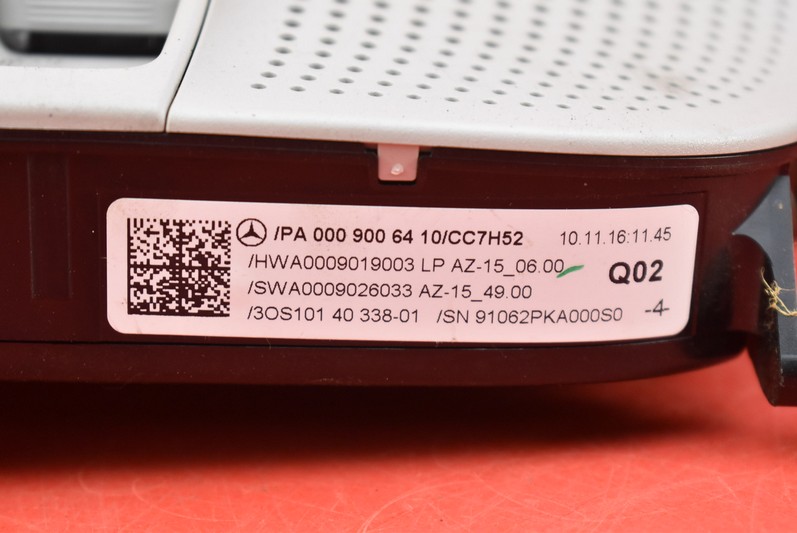 /PA 000 900 64 10/CC7H52 10.11.16:11.45
/HWA0009019003 LP AZ-15_06.00
Q02
/SWA0009026033 AZ-15_49.00
/3OS101 40 338-01 /SN 91062PKA000S0 -4-